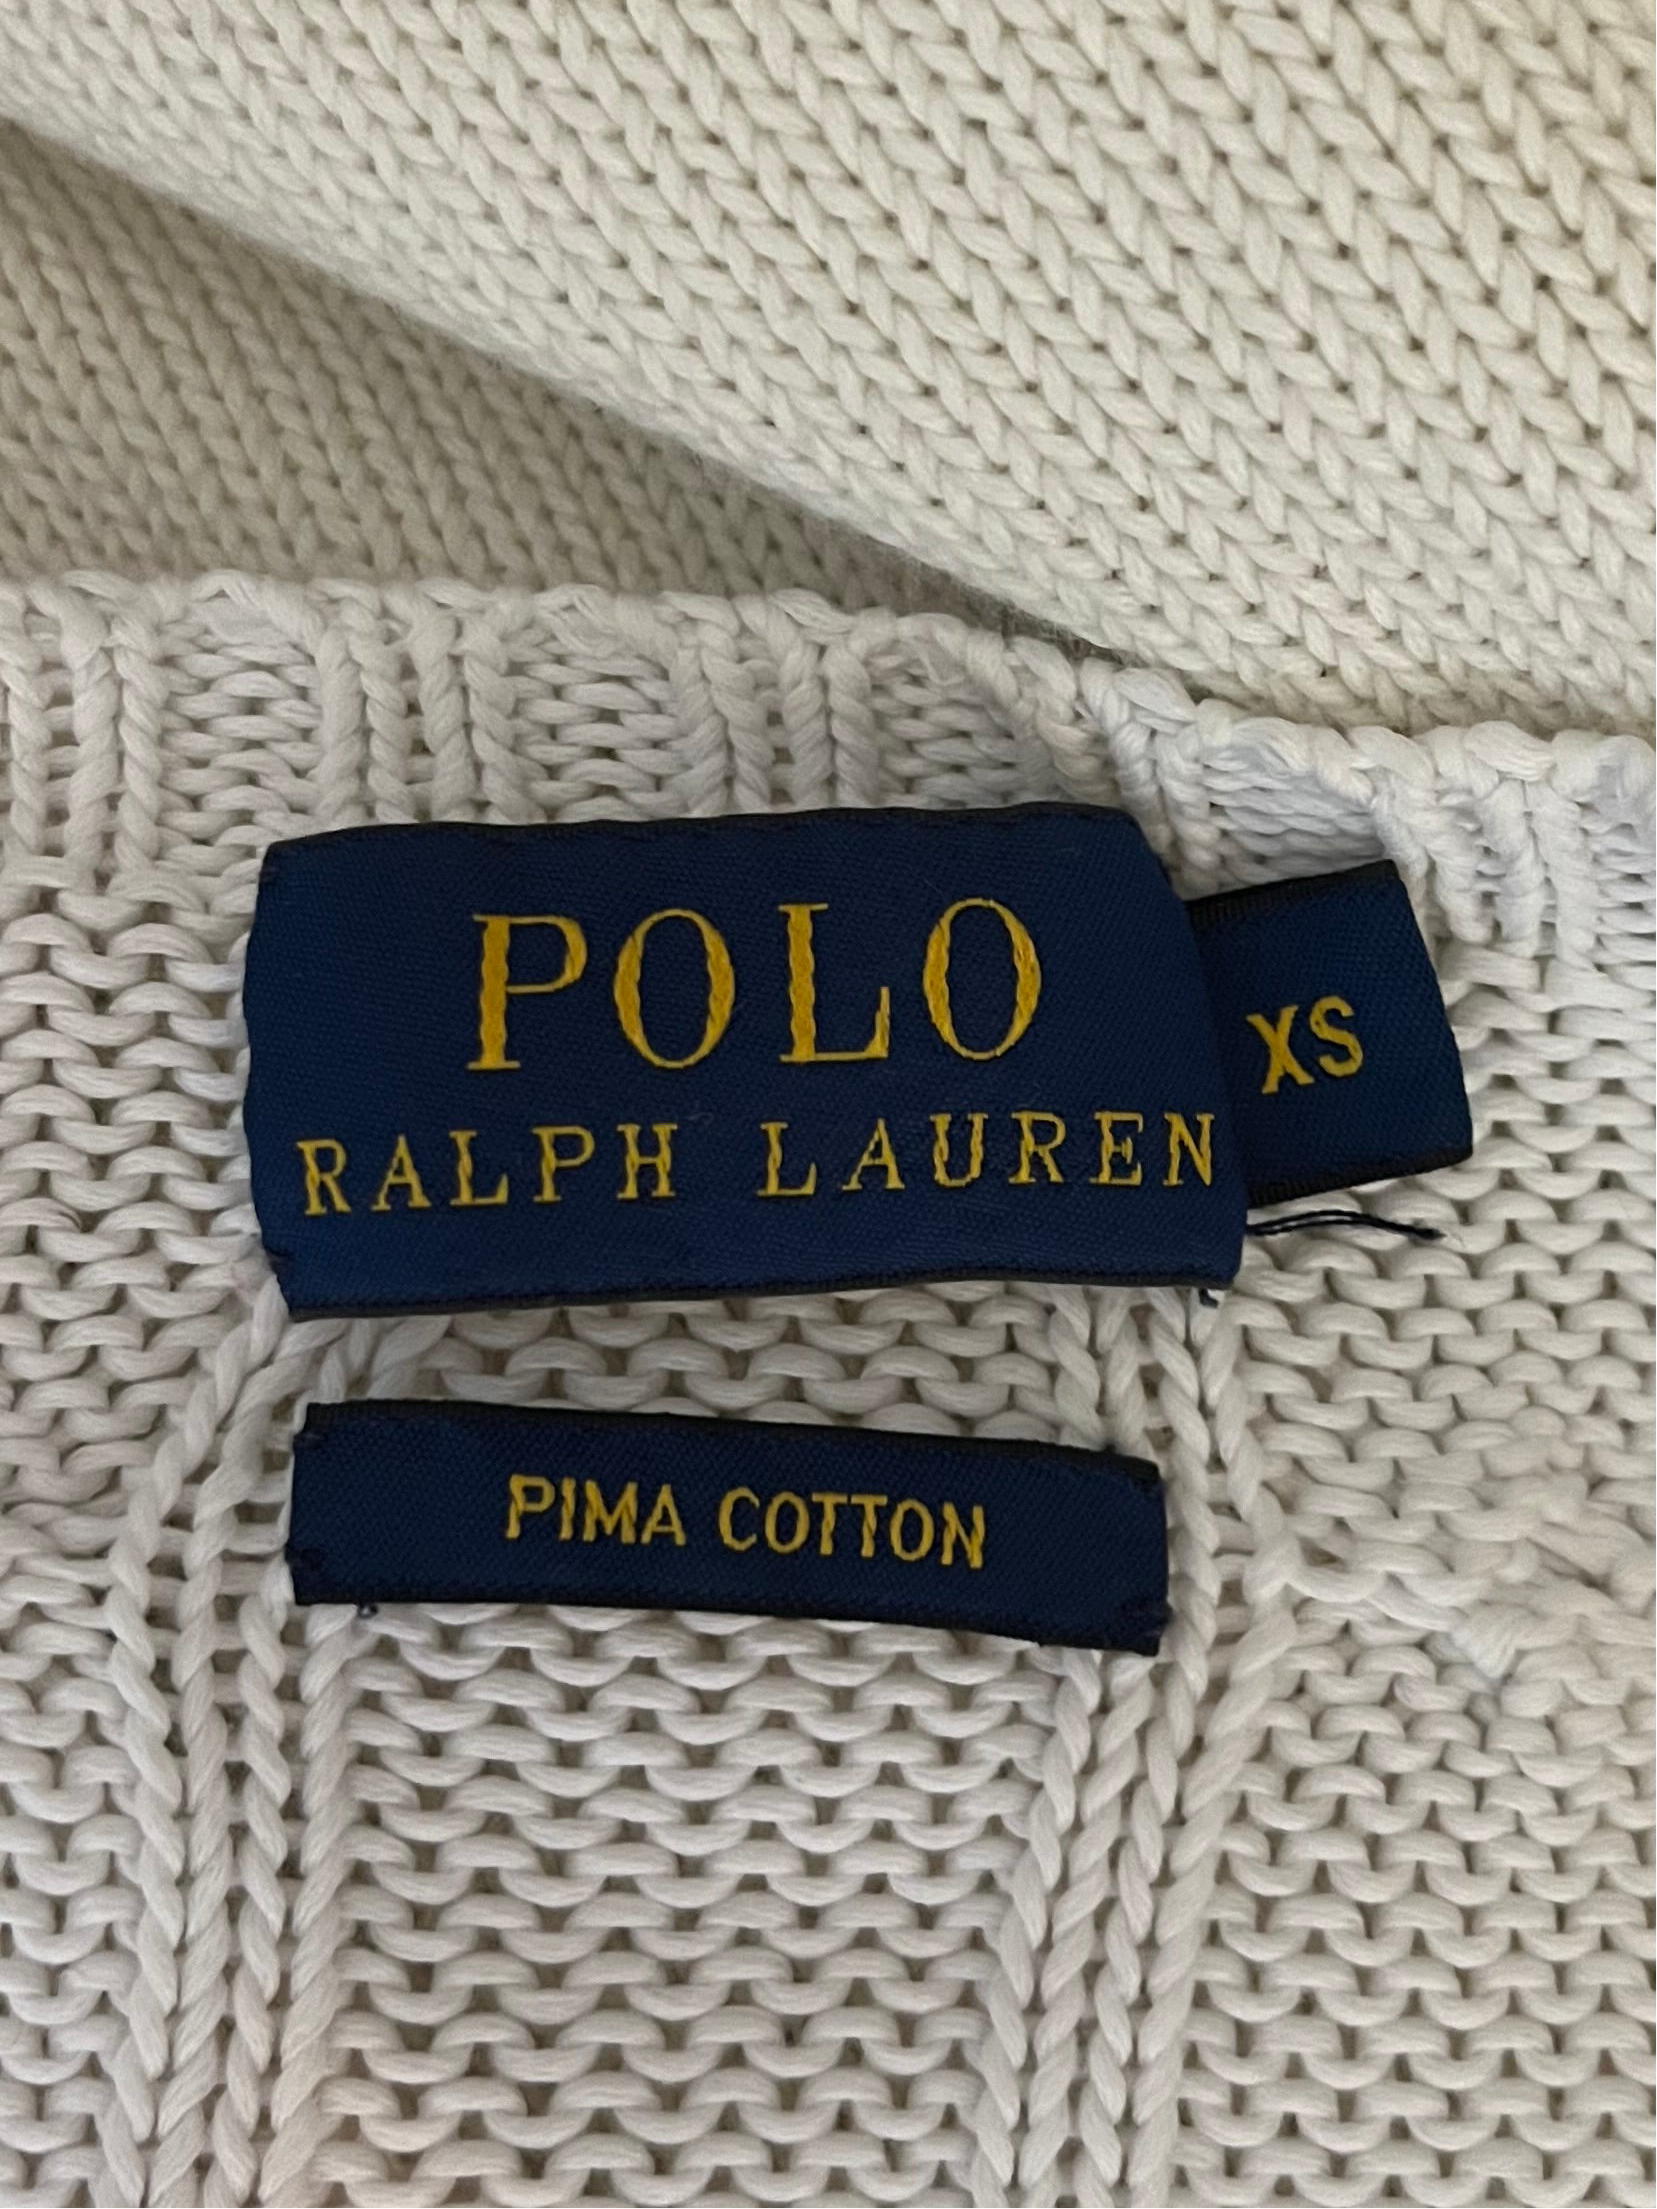 POLO
RALPH LAUREN
XS
PIMA COTTON